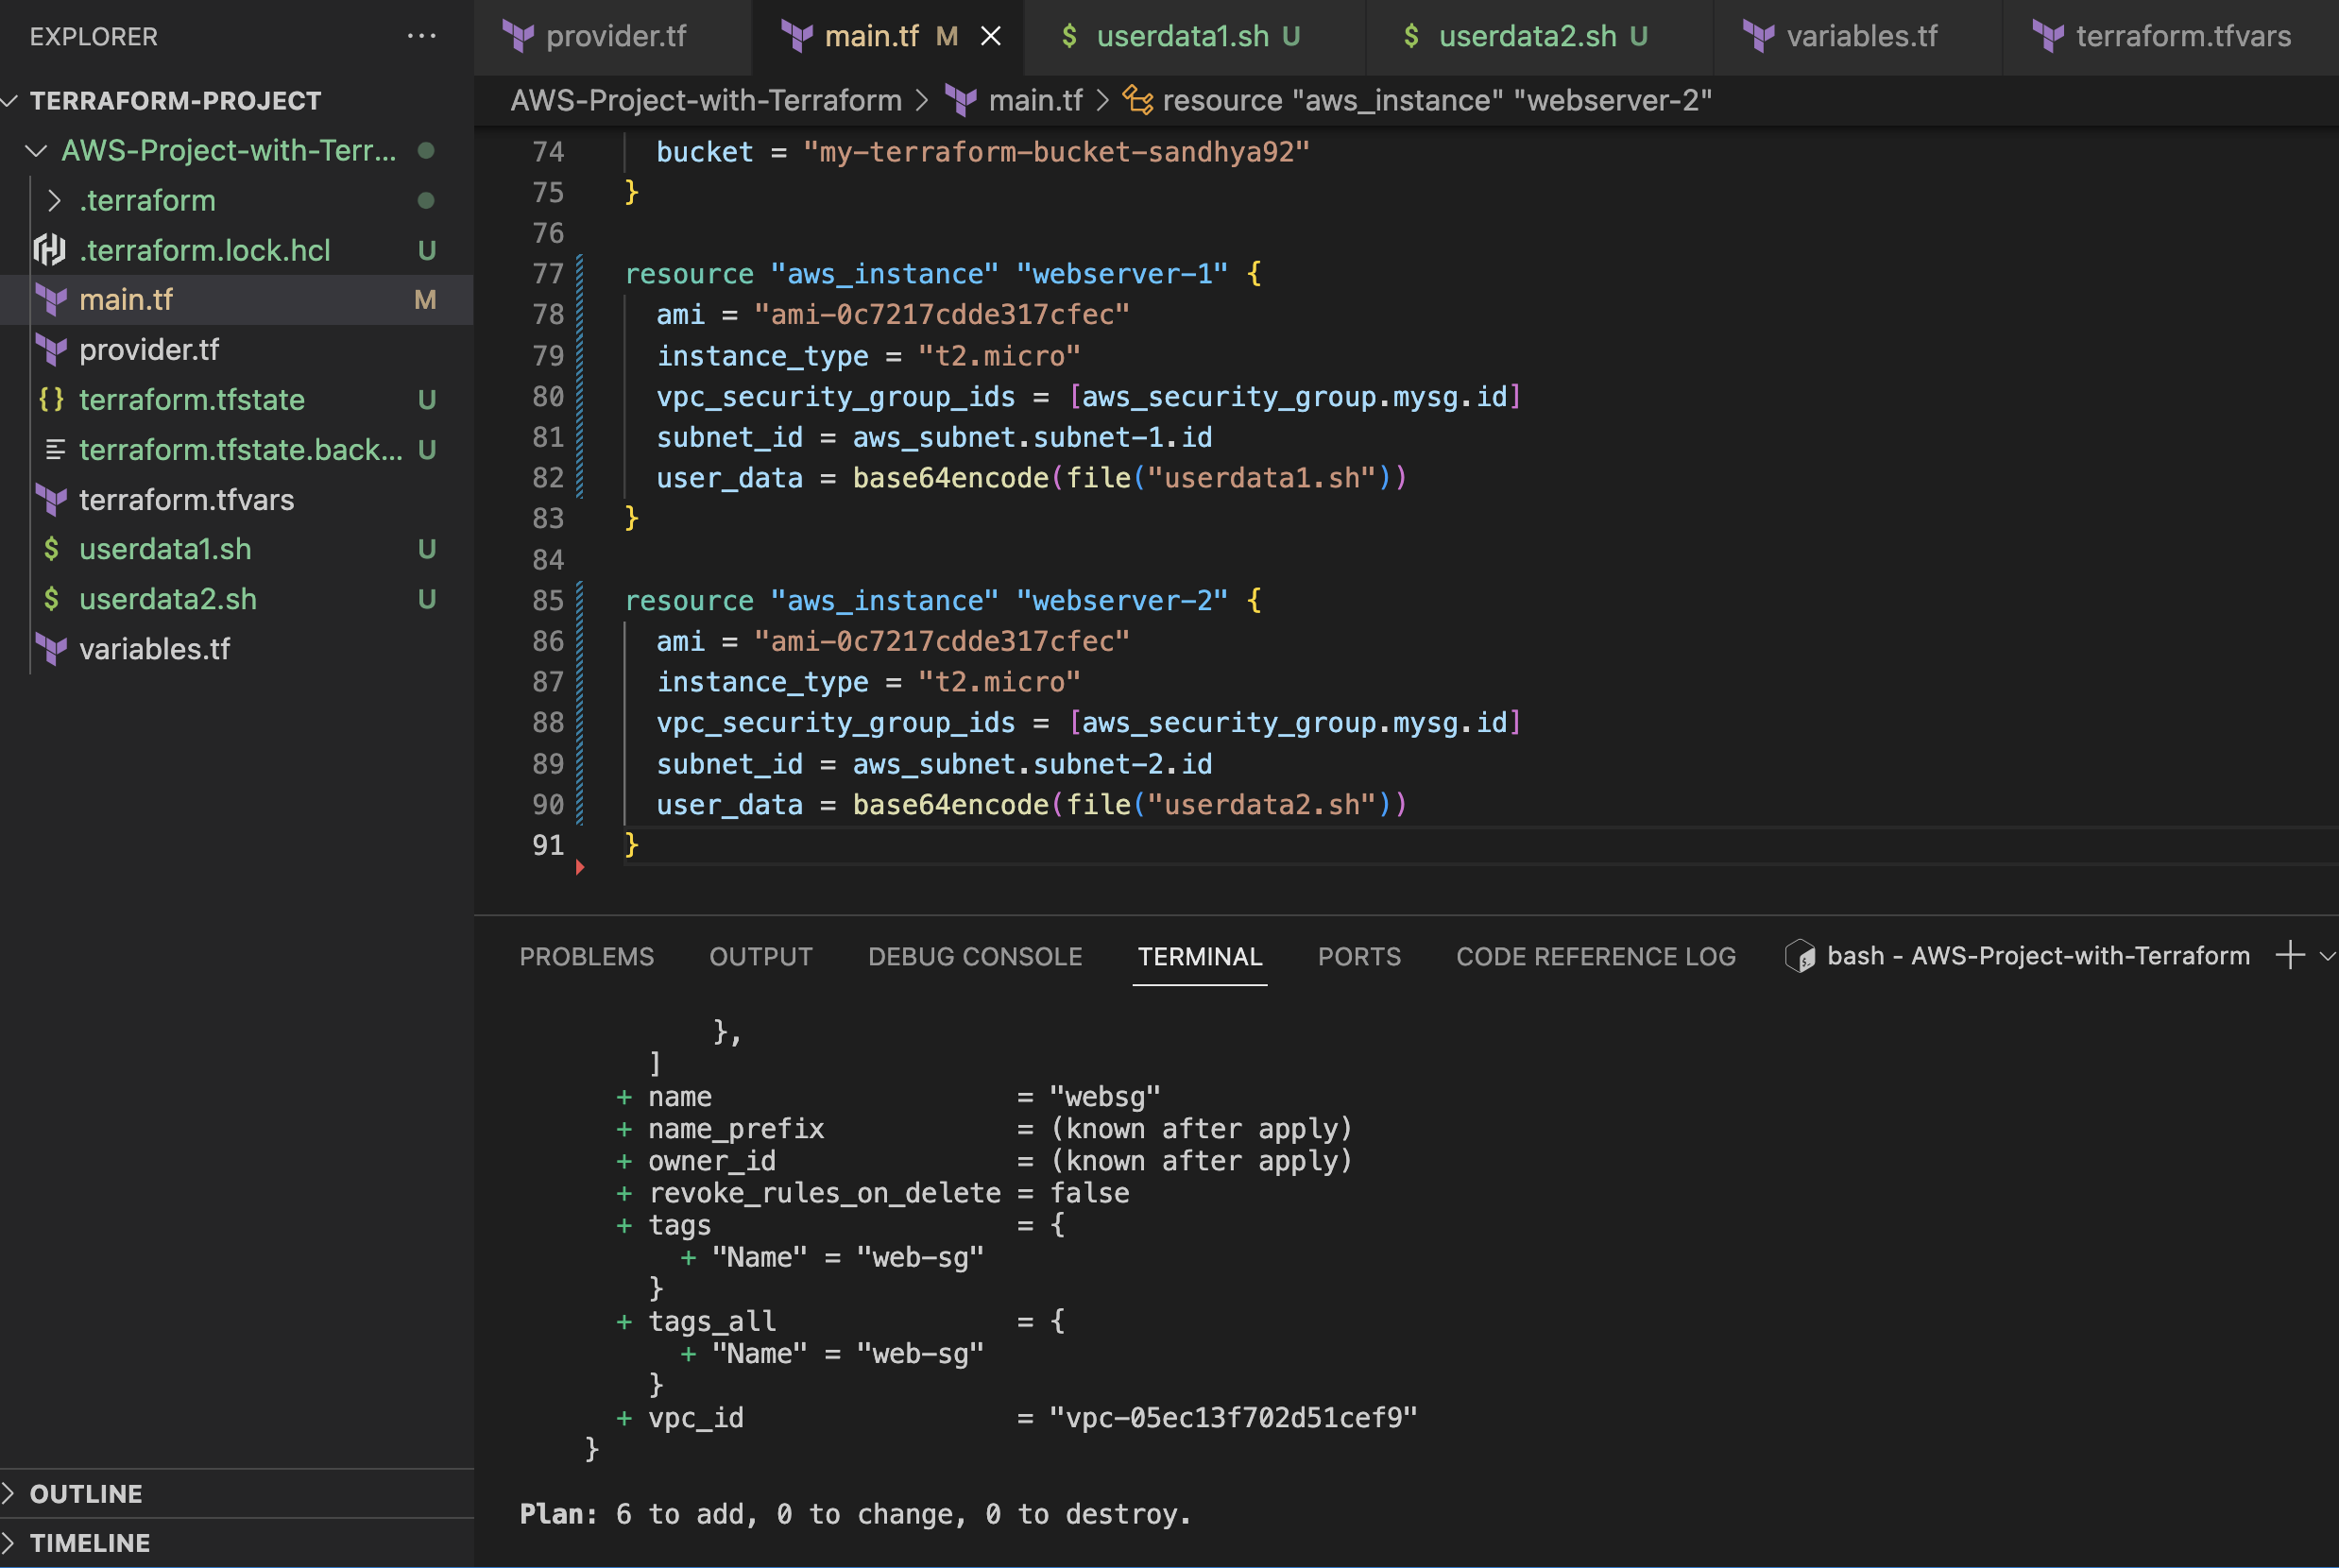 EXPLORER
TERRAFORM-PROJECT
AWS-Project-with-Terr...
.terraform
.terraform.lock.hcl U
main.tf M
provider.tf
terraform.tfstate U
terraform.tfstate.back... U
terraform.tfvars
$ userdata1.sh U
$ userdata2.sh U
variables.tf
OUTLINE
TIMELINE
provider.tf
main.tf M
$ userdata1.sh U
$ userdata2.sh U
variables.tf
terraform.tfvars
AWS-Project-with-Terraform > main.tf > resource "aws_instance" "webserver-2"
74 bucket = "my-terraform-bucket-sandhya92"
75 }
76
77 resource "aws_instance" "webserver-1" {
78 ami = "ami-0c7217cdde317cfec"
79 instance_type = "t2.micro"
80 vpc_security_group_ids = [aws_security_group.mysg.id]
81 subnet_id = aws_subnet.subnet-1.id
82 user_data = base64encode(file("userdata1.sh"))
83 }
84
85 resource "aws_instance" "webserver-2" {
86 ami = "ami-0c7217cdde317cfec"
87 instance_type = "t2.micro"
88 vpc_security_group_ids = [aws_security_group.mysg.id]
89 subnet_id = aws_subnet.subnet-2.id
90 user_data = base64encode(file("userdata2.sh"))
91 }
PROBLEMS OUTPUT DEBUG CONSOLE TERMINAL PORTS CODE REFERENCE LOG bash - AWS-Project-with-Terraform
},
]
+ name = "websg"
+ name_prefix = (known after apply)
+ owner_id = (known after apply)
+ revoke_rules_on_delete = false
+ tags = {
+ "Name" = "web-sg"
}
+ tags_all = {
+ "Name" = "web-sg"
}
+ vpc_id = "vpc-05ec13f702d51cef9"
}
Plan: 6 to add, 0 to change, 0 to destroy.